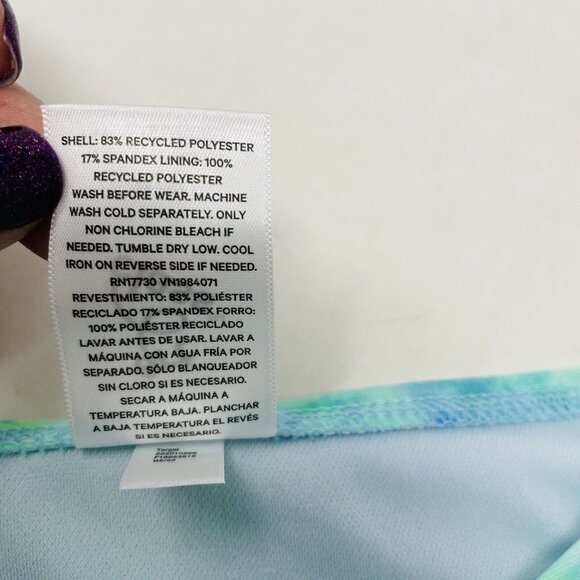 SHELL: 83% RECYCLED POLYESTER
17% SPANDEX LINING: 100%
RECYCLED POLYESTER
WASH BEFORE WEAR. MACHINE
WASH COLD SEPARATELY. ONLY
NON CHLORINE BLEACH IF
NEEDED. TUMBLE DRY LOW. COOL
IRON ON REVERSE SIDE IF NEEDED.
RN17730 VN1984071
REVESTIMIENTO: 83% POLIÉSTER
RECICLADO 17% SPANDEX FORRO:
100% POLIÉSTER RECICLADO
LAVAR ANTES DE USAR. LAVAR A
MÁQUINA CON AGUA FRÍA POR
SEPARADO. SÓLO BLANQUEADOR
SIN CLORO SI ES NECESARIO.
SECAR A MÁQUINA A
TEMPERATURA BAJA. PLANCHAR
A BAJA TEMPERATURA EL REVÉS
SI ES NECESARIO.
Target